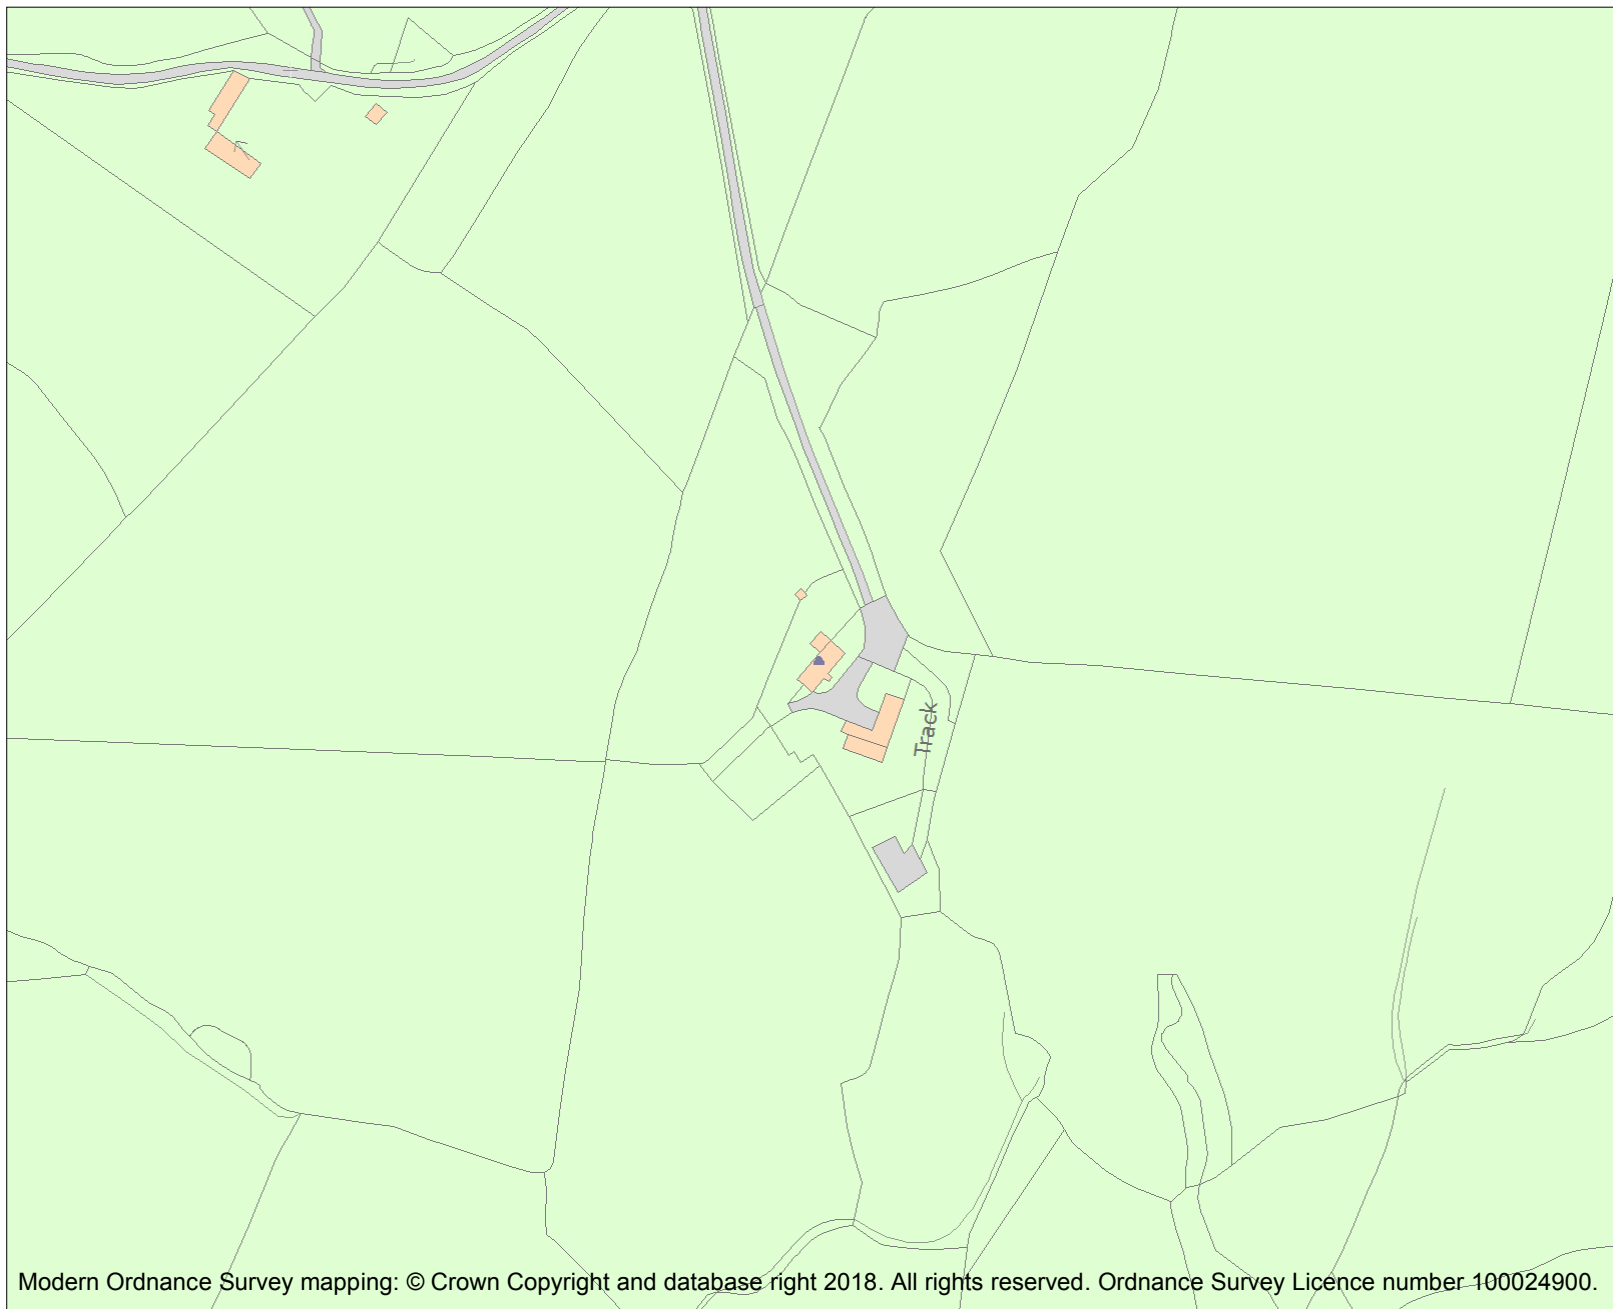 Track
Modern Ordnance Survey mapping: © Crown Copyright and database right 2018. All rights reserved. Ordnance Survey Licence number 100024900.